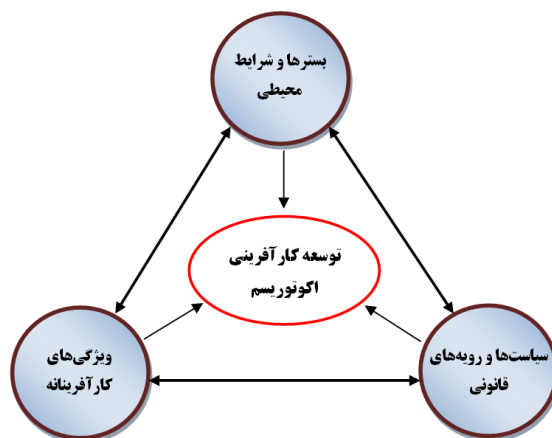 بسترها و شرایط
محیطی
توسعه کارآفرینی
اکوتوریسم
سیاست‌ها و رویه‌های
قانونی
ویژگی‌های
کارآفرینانه